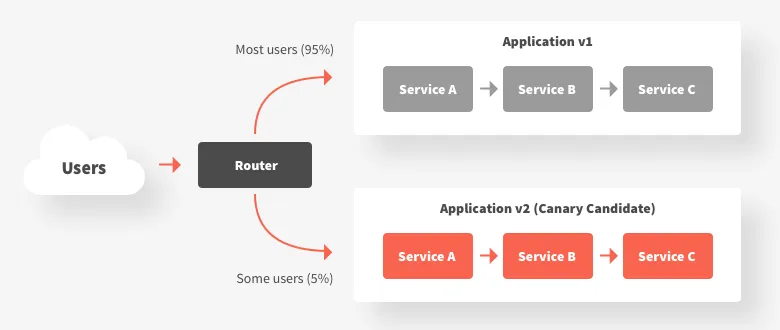 Most users (95%)
Application v1
Service A
Service B
Service C
Users
Router
Application v2 (Canary Candidate)
Service A
Service B
Service C
Some users (5%)